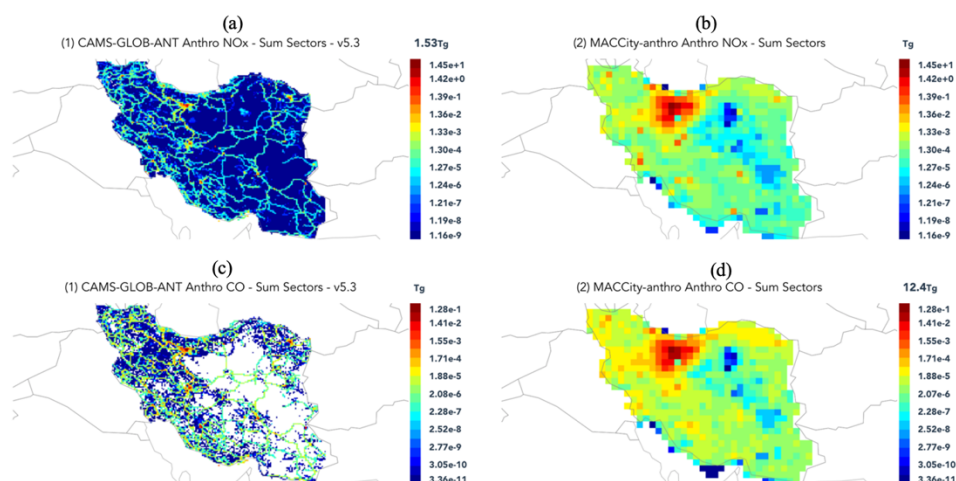 (a)
(1) CAMS-GLOB-ANT Anthro NOx - Sum Sectors - v5.3
1.53Tg
1.45e+1
1.42e+0
1.39e-1
1.36e-2
1.33e-3
1.30e-4
1.27e-5
1.24e-6
1.22e-7
1.19e-8
1.16e-9
(b)
(2) MACCity-anthro Anthro NOx - Sum Sectors
Tg
1.45e+1
1.42e+0
1.39e-1
1.36e-2
1.33e-3
1.30e-4
1.27e-5
1.24e-6
1.22e-7
1.19e-8
1.16e-9
(c)
(1) CAMS-GLOB-ANT Anthro CO - Sum Sectors - v5.3
Tg
1.28e-1
1.41e-2
1.55e-3
1.71e-4
1.88e-5
2.07e-6
2.28e-7
2.52e-8
2.77e-9
3.05e-10
3.36e-11
(d)
(2) MACCity-anthro Anthro CO - Sum Sectors
12.4Tg
1.28e-1
1.41e-2
1.55e-3
1.71e-4
1.88e-5
2.07e-6
2.28e-7
2.52e-8
2.77e-9
3.05e-10
3.36e-11